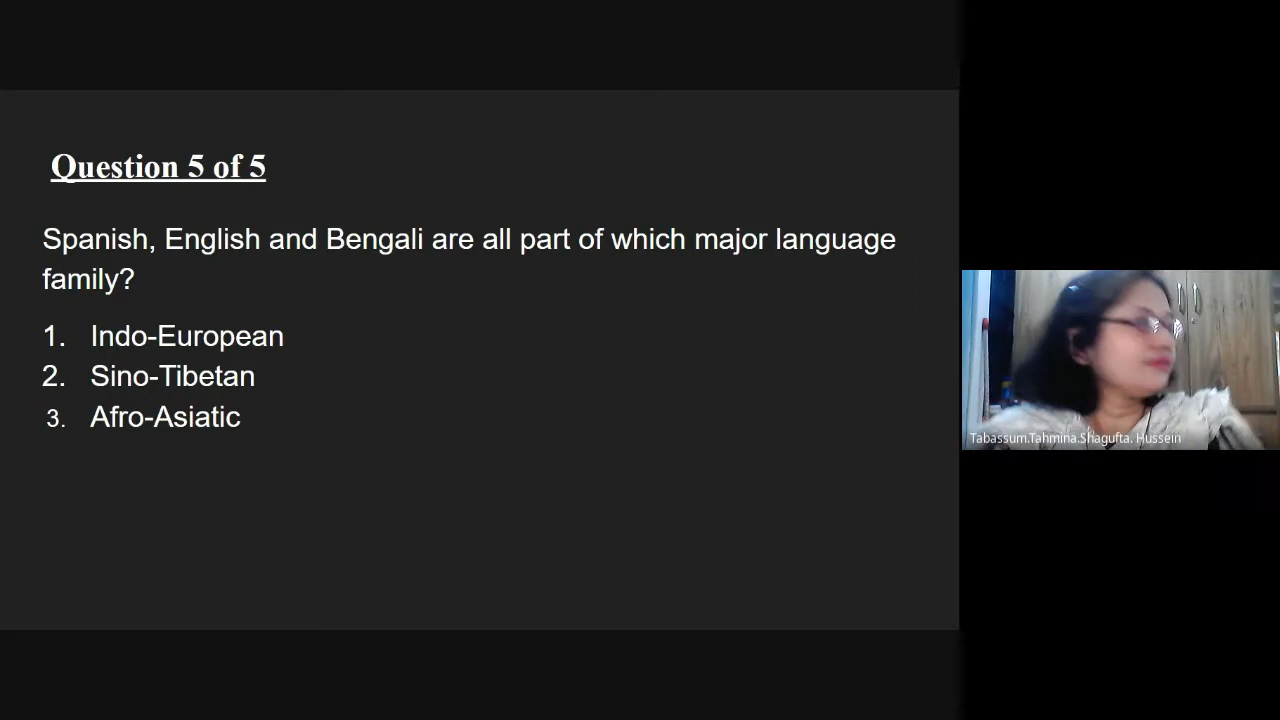 Question 5 of 5
Spanish, English and Bengali are all part of which major language
family?
1. Indo-European
2. Sino-Tibetan
3. Afro-Asiatic
Tabassum.Tahmina.Shagufta. Hussein